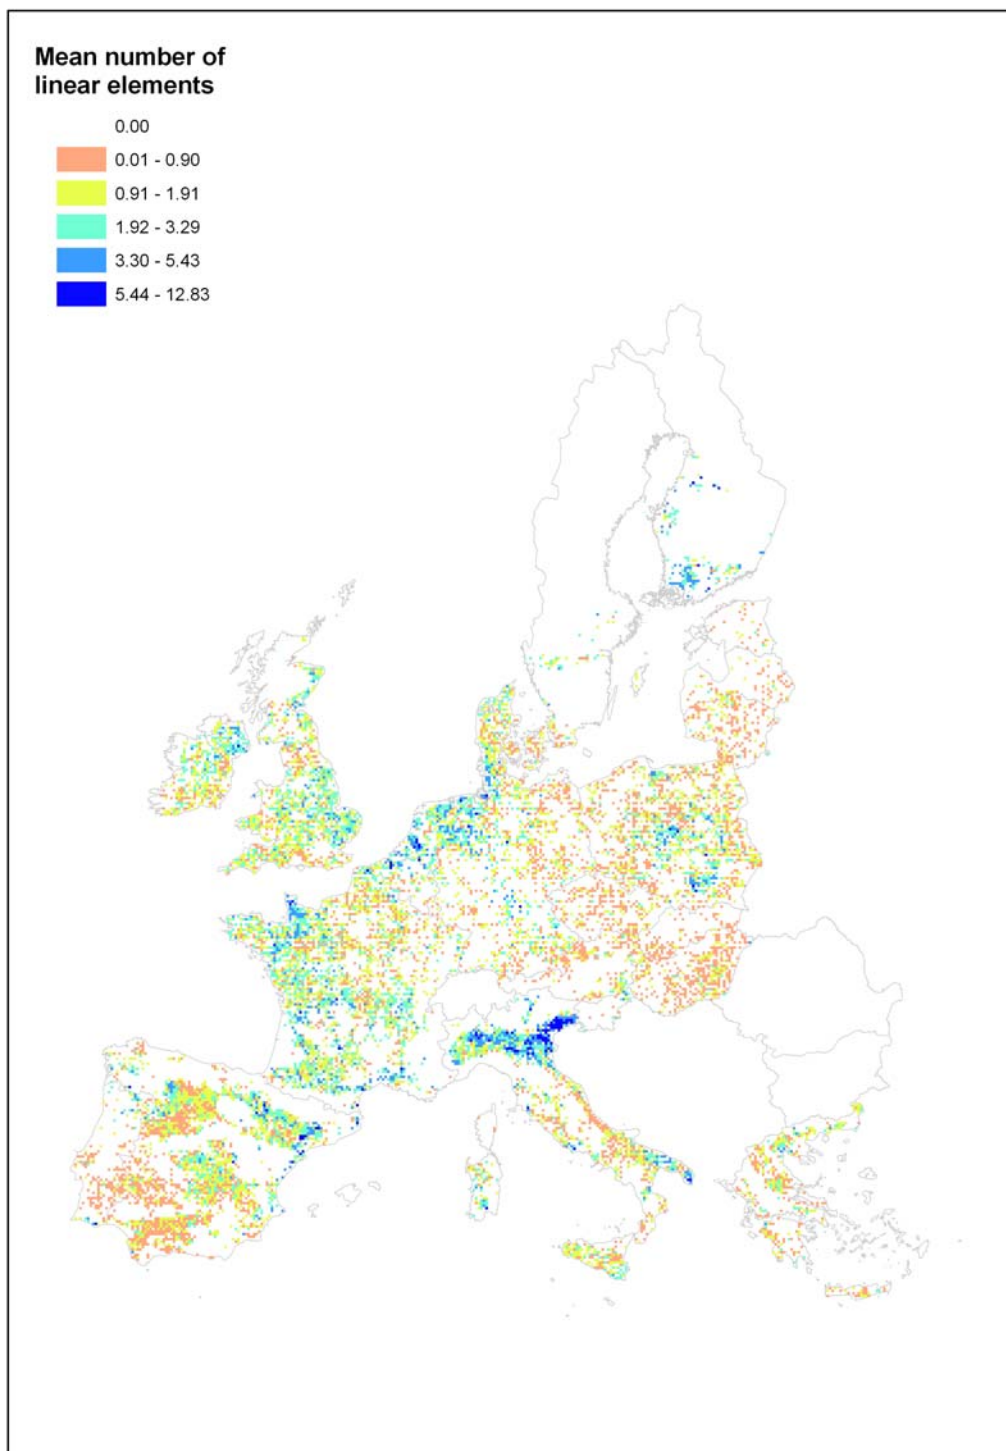 Mean number of
linear elements
0.00
0.01 - 0.90
0.91 - 1.91
1.92 - 3.29
3.30 - 5.43
5.44 - 12.83